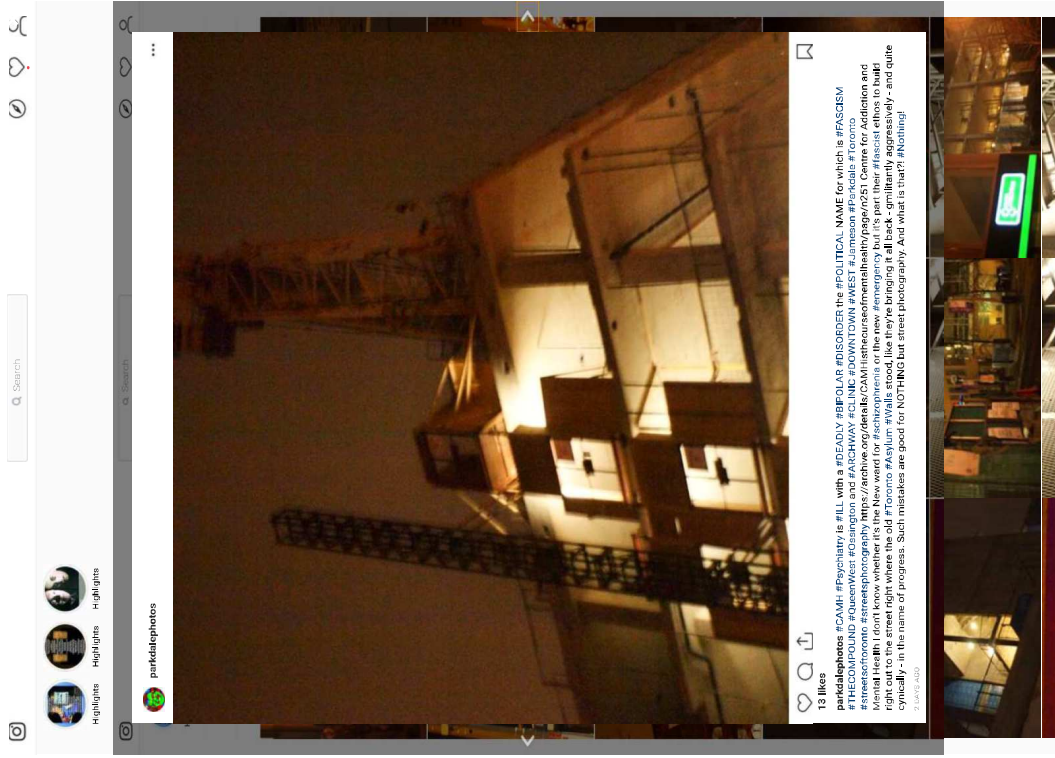 Search
Highlights
Highlights
Highlights
Search
parkdalephotos
13 likes
parkdalephotos #CAMH #Psychiatry is #ILL with a #DEADLY #BIPOLAR #DISORDER the #POLITICAL NAME for which is #FASCISM
#THECOMPOUND #QueenWest #Ossington and #ARCHWAY #CLINIC #DOWNTOWN #WEST #Jameson #Parkdale #Toronto
#streetsoftoronto #streetsphotography https://archive.org/details/CAMHisthecurseofmentalhealth/page/n251 Centre for Addiction and
Mental Health I don't know whether it's the New ward for #schizophrenia or the new #emergency but it's part their #fascist ethos to build
right out to the street right where the old #Toronto #Asylum #Walls stood, like they're bringing it all back - gmilitantly aggressively - and quite
cynically - in the name of progress. Such mistakes are good for NOTHING but street photography. And what is that?! #Nothing!
2 DAYS AGO